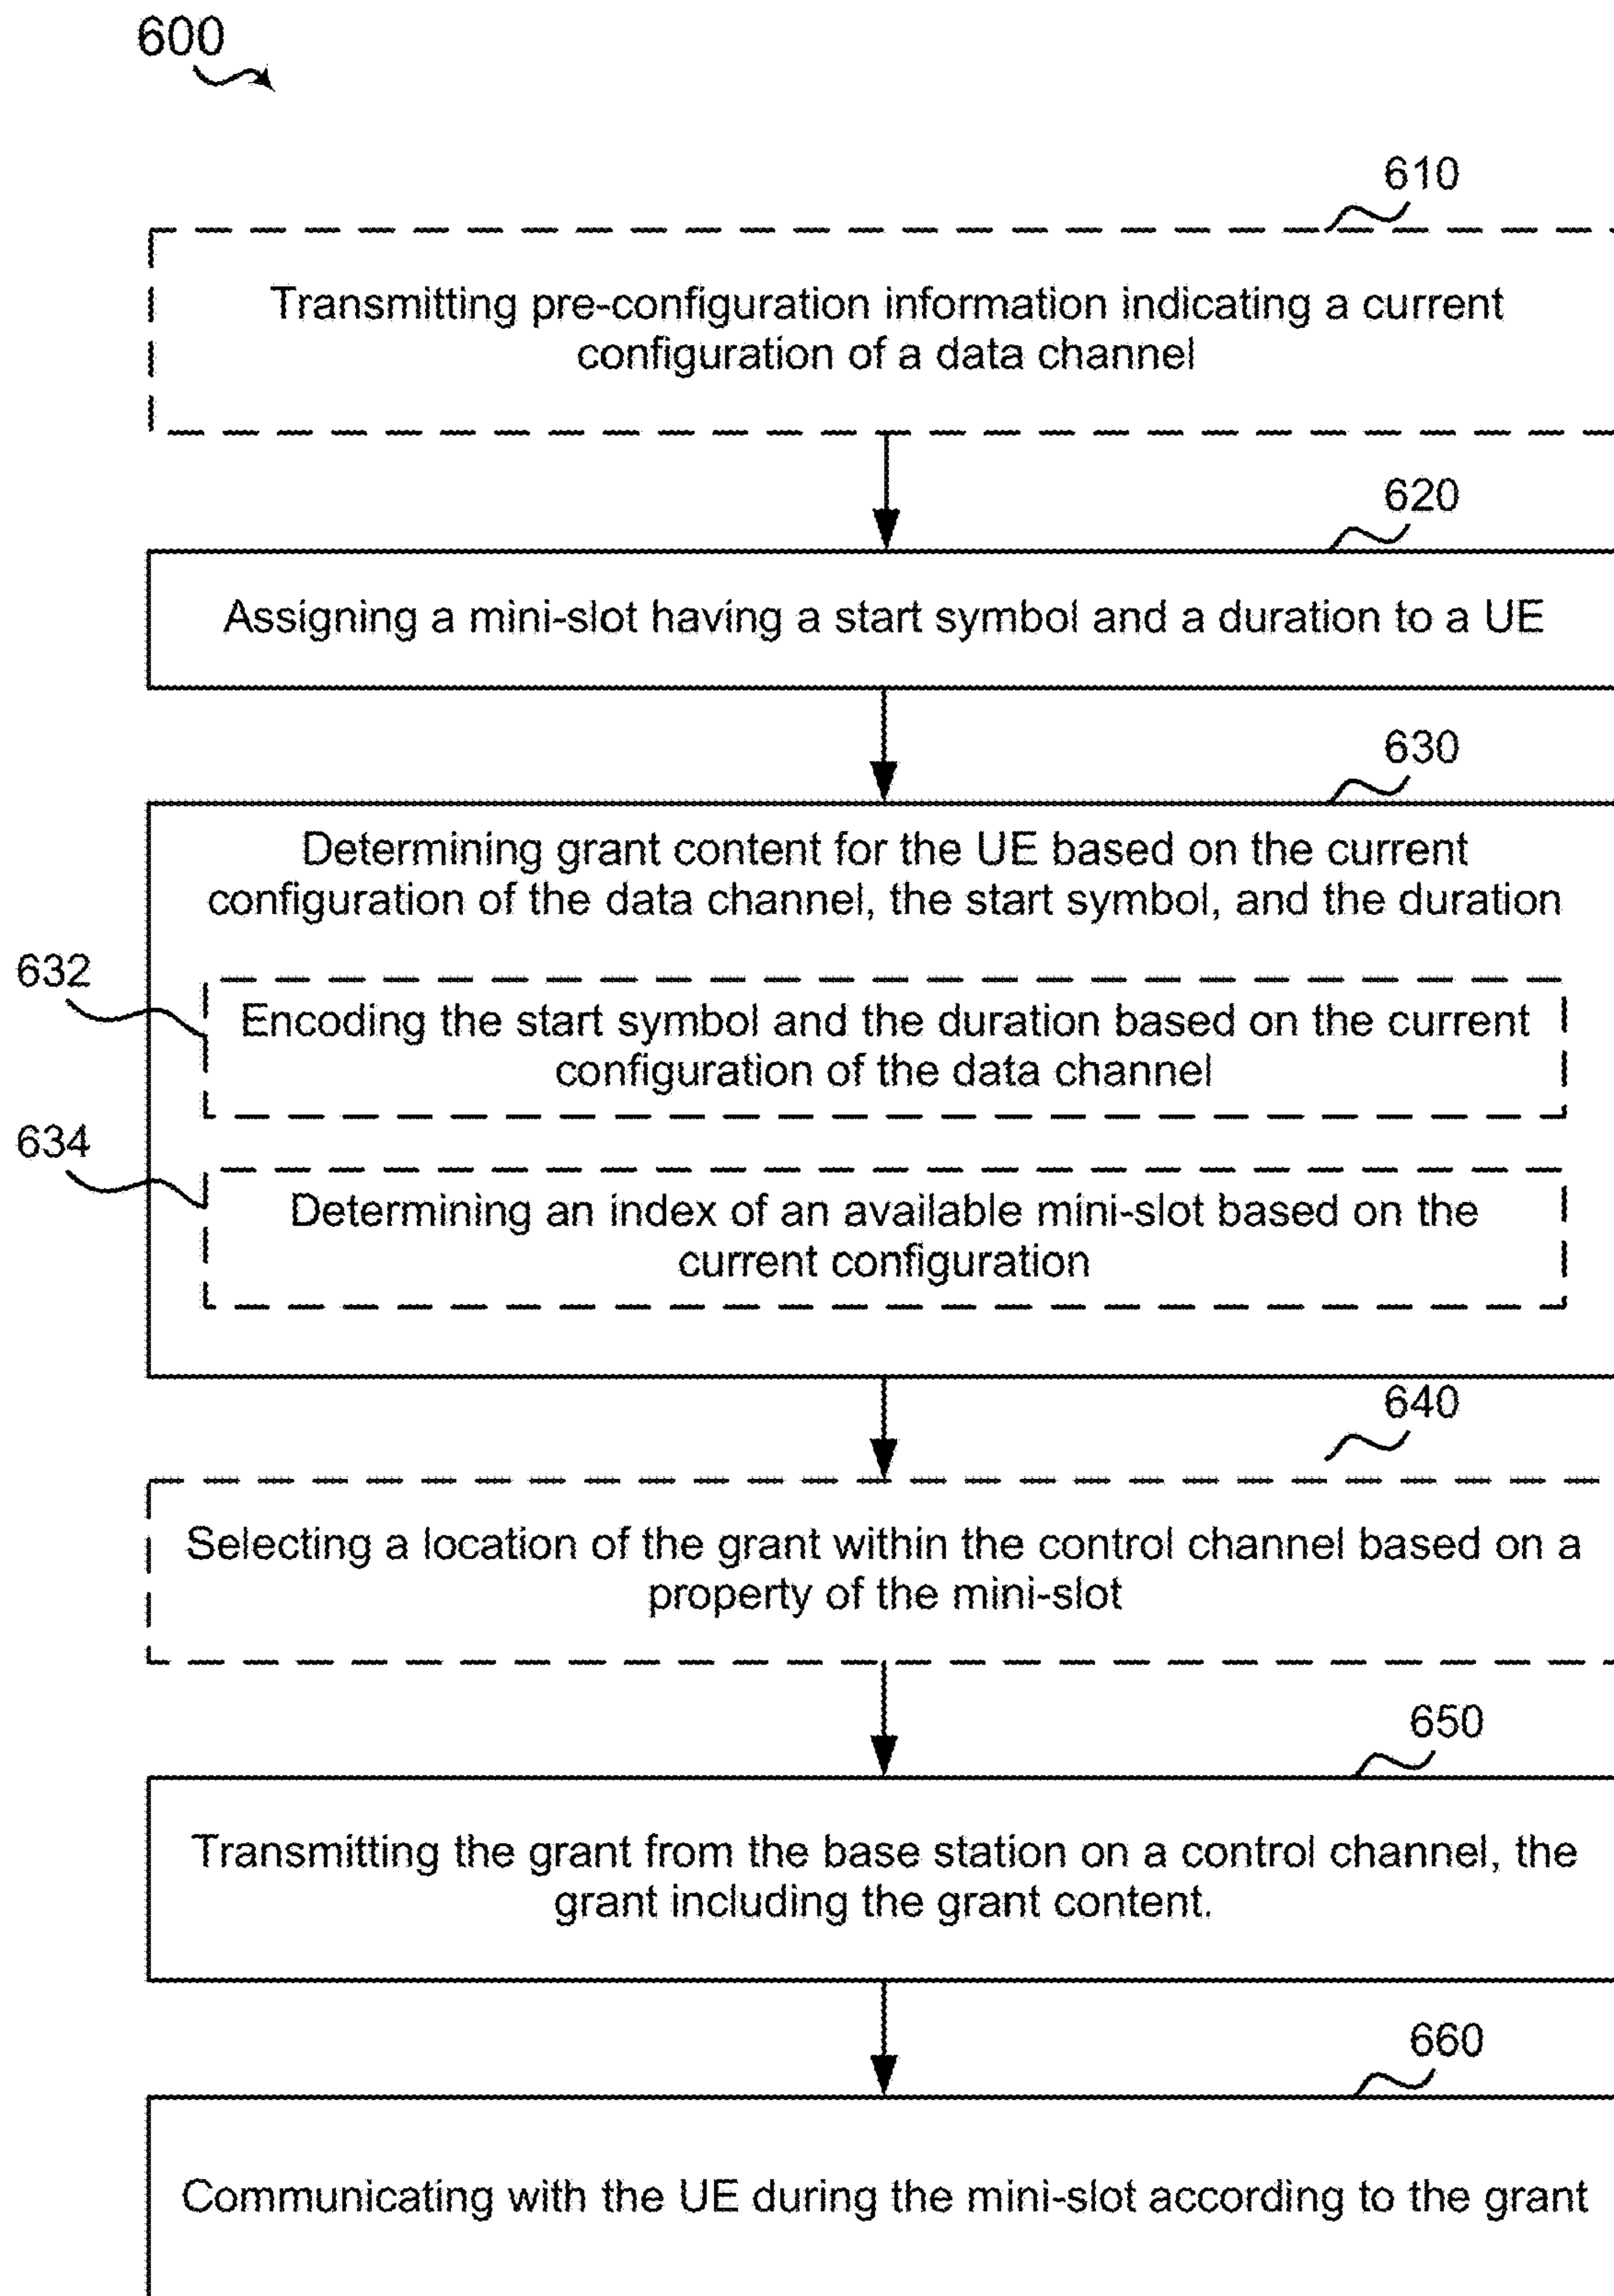 600
610
Transmitting pre-configuration information indicating a current
configuration of a data channel
620
Assigning a mini-slot having a start symbol and a duration to a UE
630
Determining grant content for the UE based on the current
configuration of the data channel, the start symbol, and the duration
632
Encoding the start symbol and the duration based on the current
configuration of the data channel
634
Determining an index of an available mini-slot based on the
current configuration
640
Selecting a location of the grant within the control channel based on a
property of the mini-slot
650
Transmitting the grant from the base station on a control channel, the
grant including the grant content.
660
Communicating with the UE during the mini-slot according to the grant